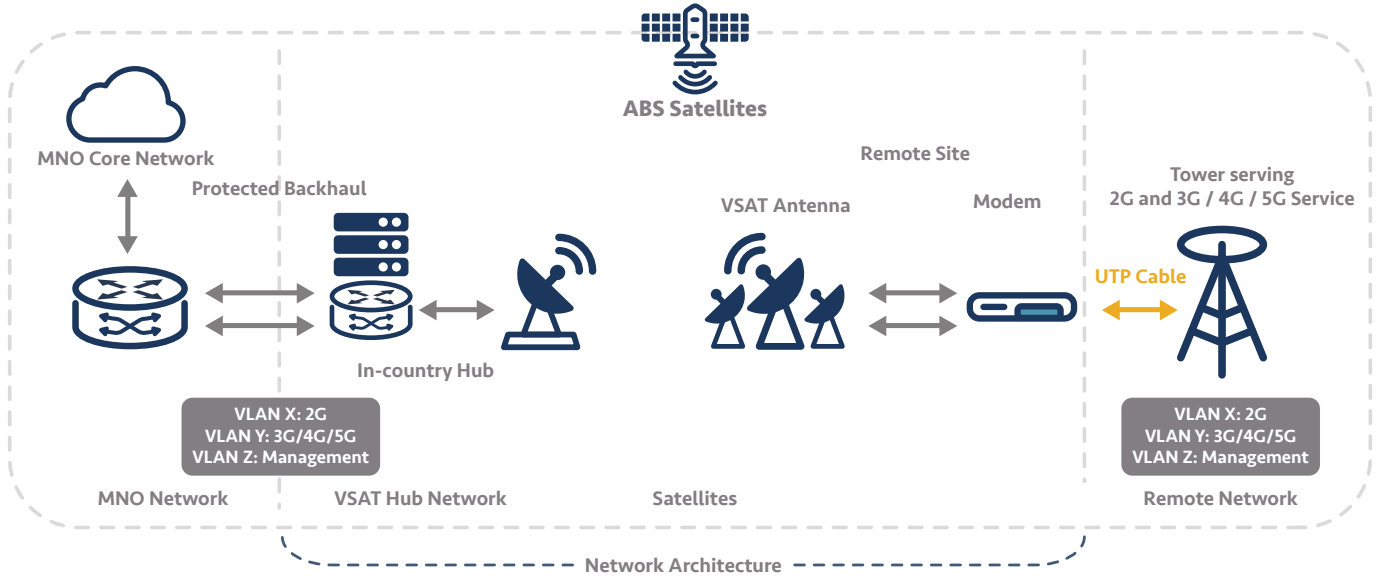 ABS Satellites
MNO Core Network
Protected Backhaul
Remote Site
VSAT Antenna
Modem
Tower serving
2G and 3G / 4G / 5G Service
UTP Cable
In-country Hub
VLAN X: 2G
VLAN Y: 3G/4G/5G
VLAN Z: Management
VLAN X: 2G
VLAN Y: 3G/4G/5G
VLAN Z: Management
MNO Network
VSAT Hub Network
Satellites
Remote Network
Network Architecture